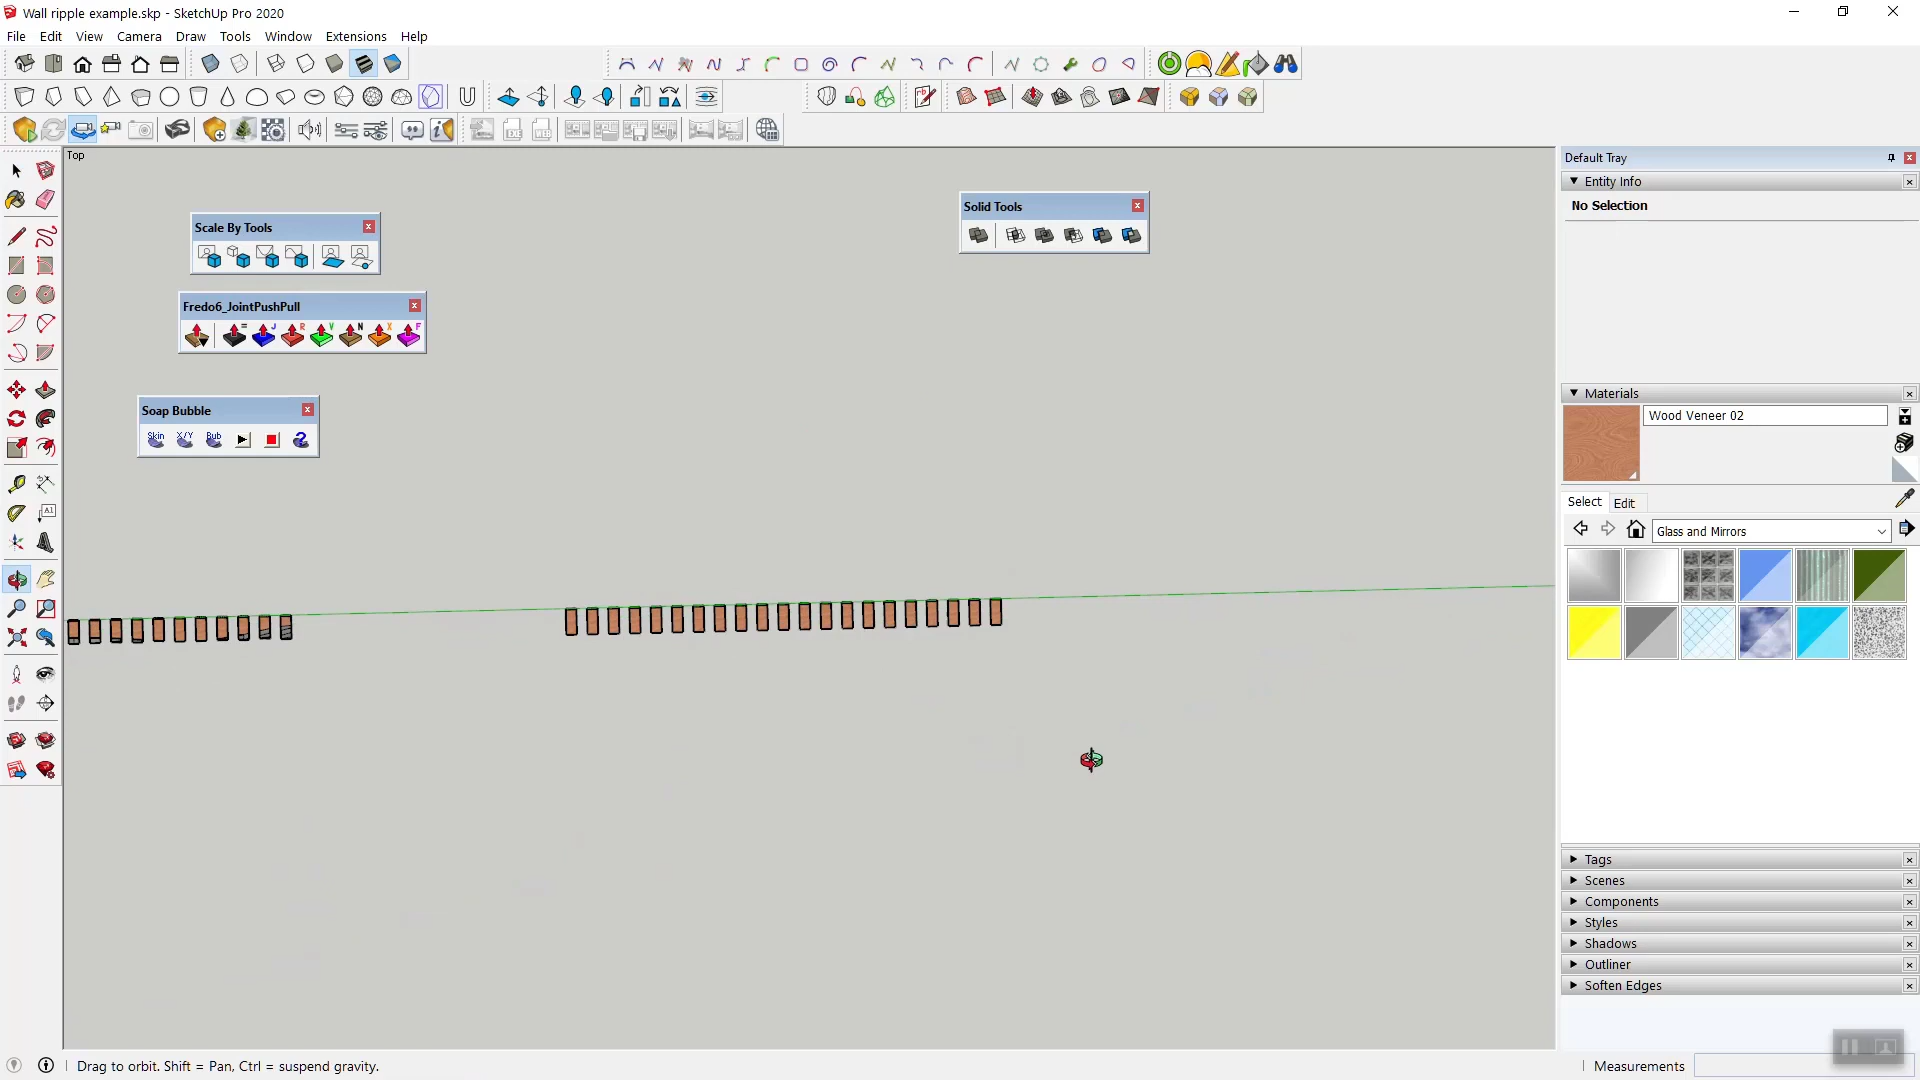 Wall ripple example.skp - SketchUp Pro 2020
File Edit View Camera Draw Tools Window Extensions Help
Top
Scale By Tools
Solid Tools
Fredo6_JointPushPull
= J R V N X F
Soap Bubble
Skin X/Y Bub
Default Tray
Entity Info
No Selection
Materials
Wood Veneer 02
Select Edit
Glass and Mirrors
Tags
Scenes
Components
Styles
Shadows
Outliner
Soften Edges
Drag to orbit. Shift = Pan, Ctrl = suspend gravity.
Measurements